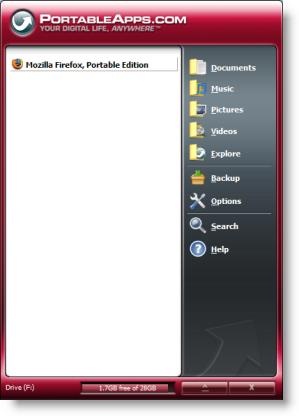 PORTABLEAPPS.COM
YOUR DIGITAL LIFE, ANYWHERE™
Mozilla Firefox, Portable Edition
Documents
Music
Pictures
Videos
Explore
Backup
Options
Search
Help
Drive (F:)
1.7GB free of 28GB
^
X